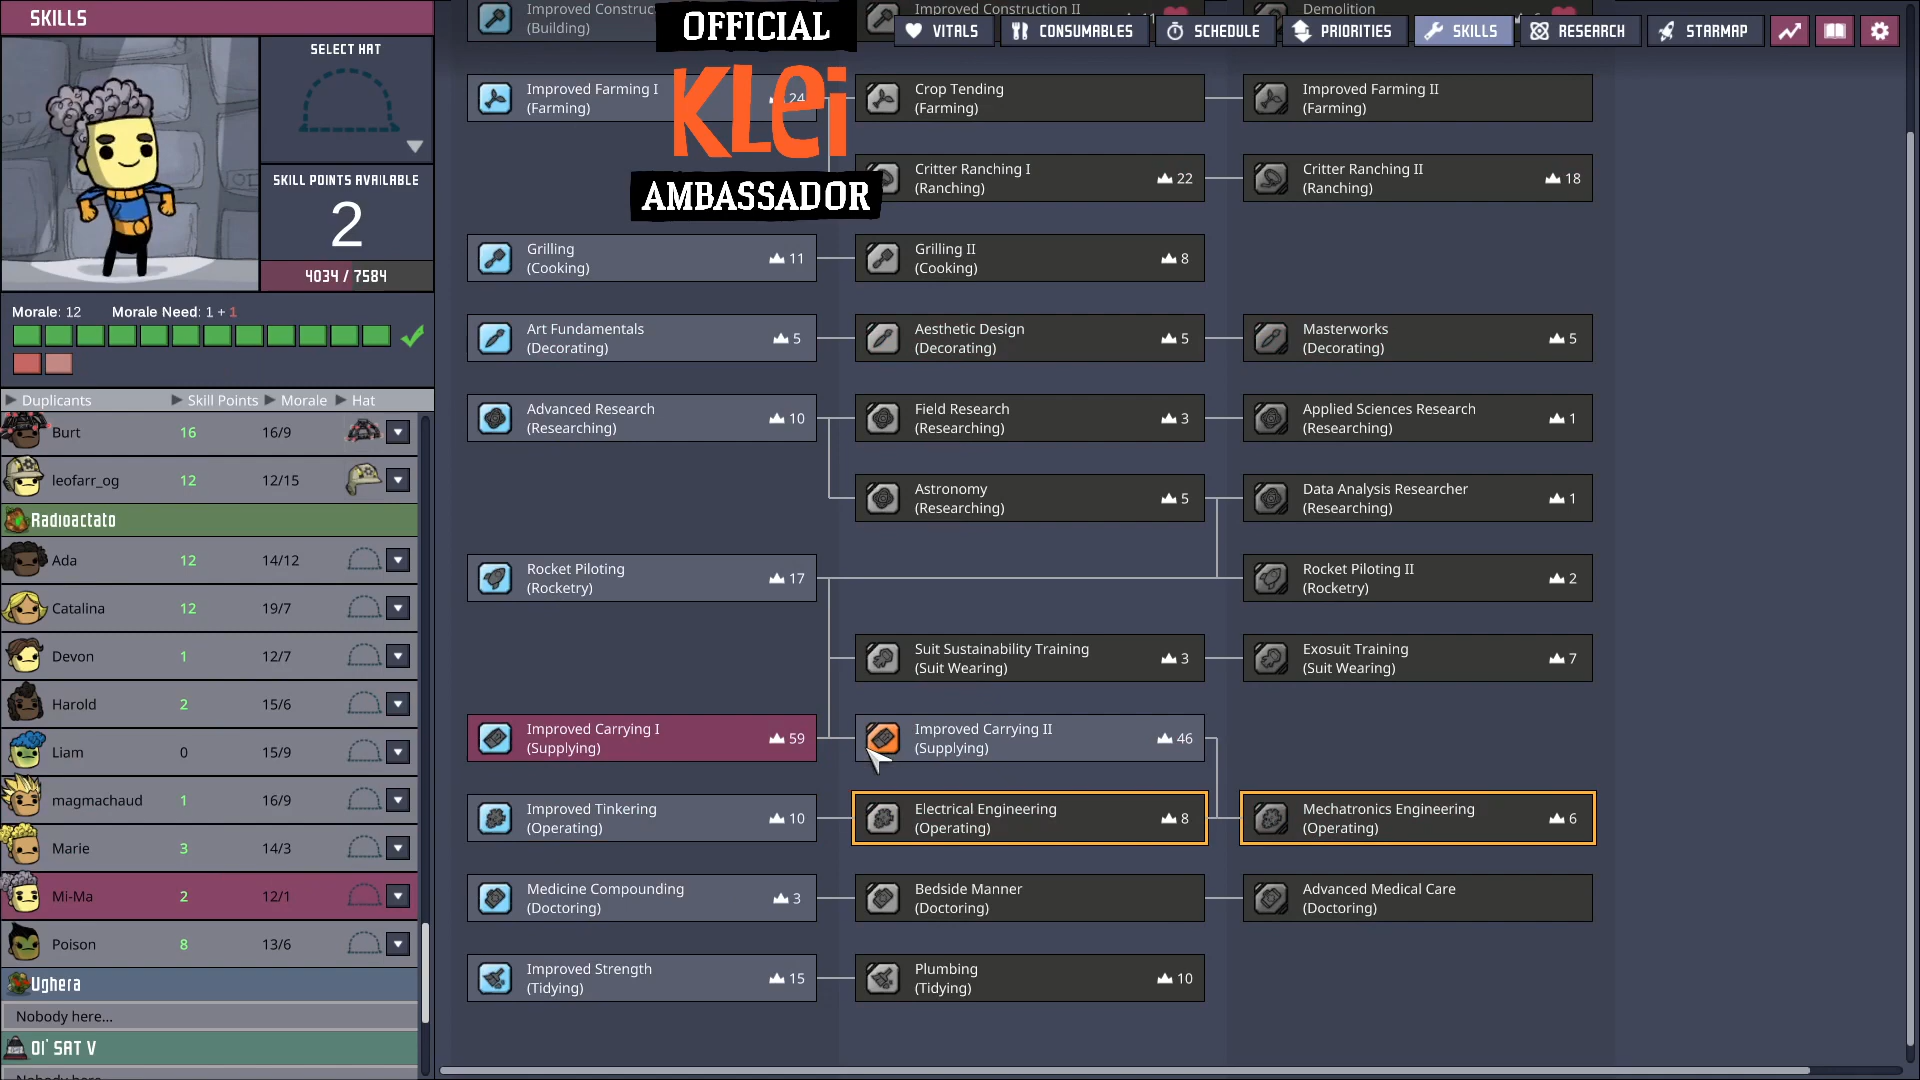 SKILLS
SELECT HAT
SKILL POINTS AVAILABLE
2
4034 / 7584
Morale: 12
Morale Need: 1 + 1
Duplicants
Skill Points
Morale
Hat
Burt 16 16/9
leofarr_og 12 12/15
Radioactato
Ada 12 14/12
Catalina 12 19/7
Devon 1 12/7
Harold 2 15/6
Liam 0 15/9
magmachaud 1 16/9
Marie 3 14/3
Mi-Ma 2 12/1
Poison 8 13/6
Ughera
Nobody here...
Ol' SAT V
Nobody here...
OFFICIAL
Klei
AMBASSADOR
VITALS
CONSUMABLES
SCHEDULE
PRIORITIES
SKILLS
RESEARCH
STARMAP
(Building)
Improved Construction II
Demolition
Improved Farming I
(Farming)
24
Crop Tending
(Farming)
Improved Farming II
(Farming)
Critter Ranching I
(Ranching)
22
Critter Ranching II
(Ranching)
18
Grilling
(Cooking)
11
Grilling II
(Cooking)
8
Art Fundamentals
(Decorating)
5
Aesthetic Design
(Decorating)
5
Masterworks
(Decorating)
5
Advanced Research
(Researching)
10
Field Research
(Researching)
3
Applied Sciences Research
(Researching)
1
Astronomy
(Researching)
5
Data Analysis Researcher
(Researching)
1
Rocket Piloting
(Rocketry)
17
Rocket Piloting II
(Rocketry)
2
Suit Sustainability Training
(Suit Wearing)
3
Exosuit Training
(Suit Wearing)
7
Improved Carrying I
(Supplying)
59
Improved Carrying II
(Supplying)
46
Improved Tinkering
(Operating)
10
Electrical Engineering
(Operating)
8
Mechatronics Engineering
(Operating)
6
Medicine Compounding
(Doctoring)
3
Bedside Manner
(Doctoring)
Advanced Medical Care
(Doctoring)
Improved Strength
(Tidying)
15
Plumbing
(Tidying)
10